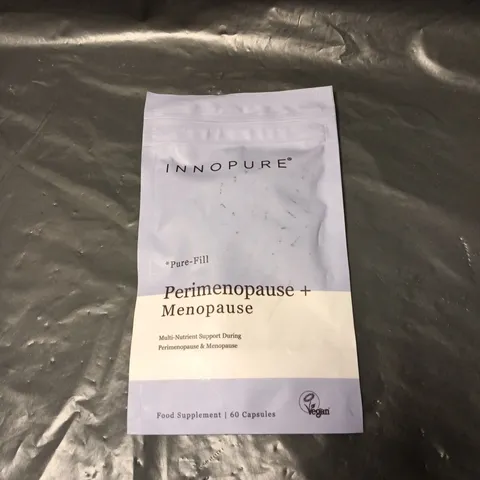 INNOPURE®
*Pure-Fill
Perimenopause +
Menopause
Multi-Nutrient Support During
Perimenopause & Menopause
Food Supplement | 60 Capsules
vegan